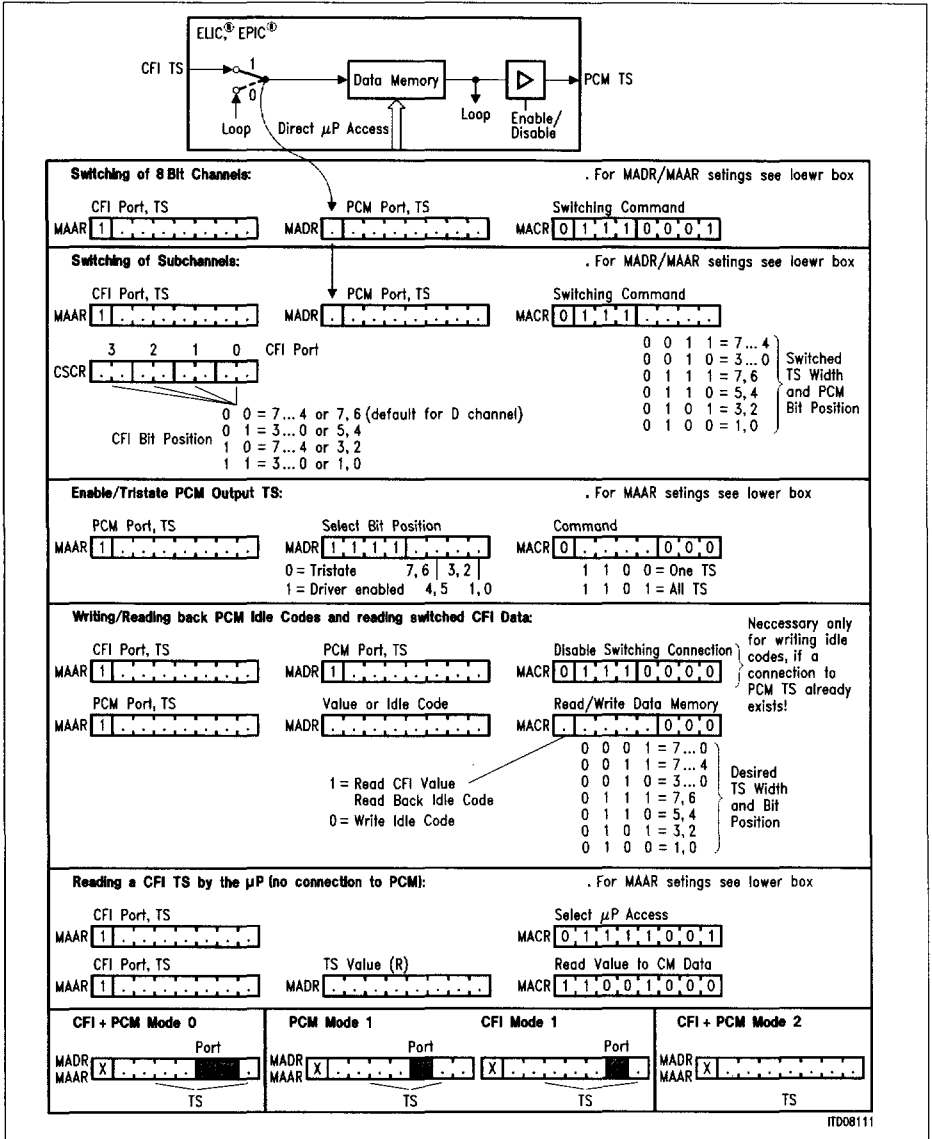 ELIC,® EPIC®
CFI TS
1
0
Data Memory
PCM TS
Loop
Direct µP Access
Loop
Enable/
Disable
Switching of 8 Bit Channels:
. For MADR/MAAR setings see loewr box
CFI Port, TS
PCM Port, TS
Switching Command
MAAR 1 . . . . . . . . .
MADR . . . . . . . . .
MACR 0 1 1 1 0 0 0 1
Switching of Subchannels:
. For MADR/MAAR setings see loewr box
CFI Port, TS
PCM Port, TS
Switching Command
MAAR 1 . . . . . . . . .
MADR . . . . . . . . .
MACR 0 1 1 1 . . . .
3 2 1 0 CFI Port
CSCR . . . . . . . .
CFI Bit Position
0 0 = 7... 4 or 7, 6 (default for D channel)
0 1 = 3... 0 or 5, 4
1 0 = 7... 4 or 3, 2
1 1 = 3... 0 or 1, 0
0 0 1 1 = 7... 4
0 0 1 0 = 3... 0
0 1 1 1 = 7, 6
0 1 1 0 = 5, 4
0 1 0 1 = 3, 2
0 1 0 0 = 1, 0
Switched
TS Width
and PCM
Bit Position
Enable/Tristate PCM Output TS:
. For MAAR setings see lower box
PCM Port, TS
Select Bit Position
Command
MAAR 1 . . . . . . . . .
MADR 1 1 1 1 . . . .
MACR 0 . . . . 0 0 0
0 = Tristate 7, 6 3, 2
1 = Driver enabled 4, 5 1, 0
1 1 0 0 = One TS
1 1 0 1 = All TS
Writing/Reading back PCM Idle Codes and reading switched CFI Data:
CFI Port, TS
PCM Port, TS
Disable Switching Connection
MAAR 1 . . . . . . . . .
MADR 1 . . . . . . . . .
MACR 0 1 1 1 0 0 0 0
Neccessary only
for writing idle
codes, if a
connection to
PCM TS already
exists!
PCM Port, TS
Value or Idle Code
Read/Write Data Memory
MAAR 1 . . . . . . . . .
MADR . . . . . . . . .
MACR . . . . . 0 0 0
1 = Read CFI Value
Read Back Idle Code
0 = Write Idle Code
0 0 0 1 = 7... 0
0 0 1 1 = 7... 4
0 0 1 0 = 3... 0
0 1 1 1 = 7, 6
0 1 1 0 = 5, 4
0 1 0 1 = 3, 2
0 1 0 0 = 1, 0
Desired
TS Width
and Bit
Position
Reading a CFI TS by the µP (no connection to PCM):
. For MAAR setings see lower box
CFI Port, TS
Select µP Access
MAAR 1 . . . . . . . . .
MACR 0 1 1 1 1 0 0 1
CFI Port, TS
TS Value (R)
Read Value to CM Data
MAAR 1 . . . . . . . . .
MADR . . . . . . . . .
MACR 1 1 0 0 1 0 0 0
CFI + PCM Mode 0
PCM Mode 1
CFI Mode 1
CFI + PCM Mode 2
Port
Port
Port
MADR
MAAR X
MADR
MAAR X
X
MADR
MAAR X
TS
TS
TS
TS
ITD08111